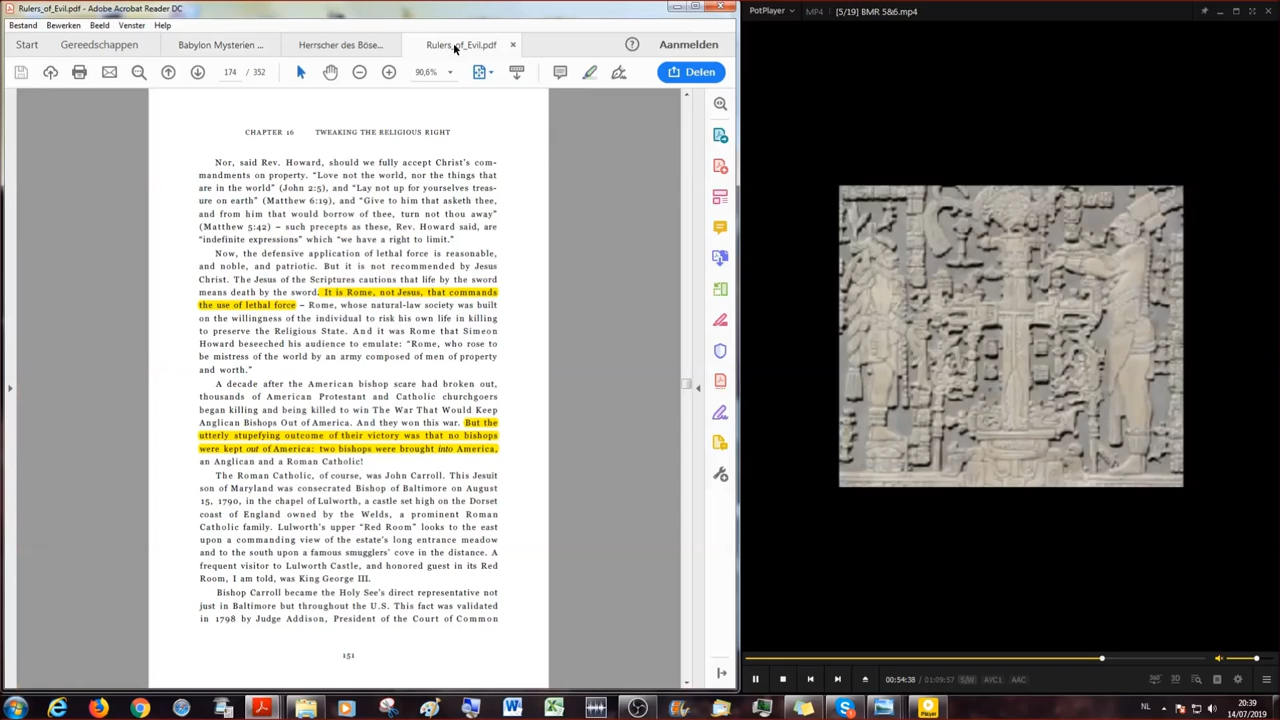 Rulers_of_Evil.pdf - Adobe Acrobat Reader DC
Bestand Bewerken Beeld Venster Help
Start Gereedschappen Babylon Mysterien ... Herrscher des Böse... Rulers_of_Evil.pdf × Aanmelden
174 / 352 90,6% Delen
CHAPTER 16 TWEAKING THE RELIGIOUS RIGHT
Nor, said Rev. Howard, should we fully accept Christ's com-
mandments on property. "Love not the world, nor the things that
are in the world" (John 2:5), and "Lay not up for yourselves treas-
ure on earth" (Matthew 6:19), and "Give to him that asketh thee,
and from him that would borrow of thee, turn not thou away"
(Matthew 5:42) – such precepts as these, Rev. Howard said, are
"indefinite expressions" which "we have a right to limit."
Now, the defensive application of lethal force is reasonable,
and noble, and patriotic. But it is not recommended by Jesus
Christ. The Jesus of the Scriptures cautions that life by the sword
means death by the sword. It is Rome, not Jesus, that commands
the use of lethal force – Rome, whose natural-law society was built
on the willingness of the individual to risk his own life in killing
to preserve the Religious State. And it was Rome that Simeon
Howard beseeched his audience to emulate: "Rome, who rose to
be mistress of the world by an army composed of men of property
and worth."
A decade after the American bishop scare had broken out,
thousands of American Protestant and Catholic churchgoers
began killing and being killed to win The War That Would Keep
Anglican Bishops Out of America. And they won this war. But the
utterly stupefying outcome of their victory was that no bishops
were kept out of America: two bishops were brought into America,
an Anglican and a Roman Catholic!
The Roman Catholic, of course, was John Carroll. This Jesuit
son of Maryland was consecrated Bishop of Baltimore on August
15, 1790, in the chapel of Lulworth, a castle set high on the Dorset
coast of England owned by the Welds, a prominent Roman
Catholic family. Lulworth's upper "Red Room" looks to the east
upon a commanding view of the estate's long entrance meadow
and to the south upon a famous smugglers' cove in the distance. A
frequent visitor to Lulworth Castle, and honored guest in its Red
Room, I am told, was King George III.
Bishop Carroll became the Holy See's direct representative not
just in Baltimore but throughout the U.S. This fact was validated
in 1798 by Judge Addison, President of the Court of Common
151
PotPlayer MP4 [5/19] BMR 5&6.mp4
00:54:38 / 01:09:57 S/W AVC1 AAC
360° 3D
NL 20:39
14/07/2019